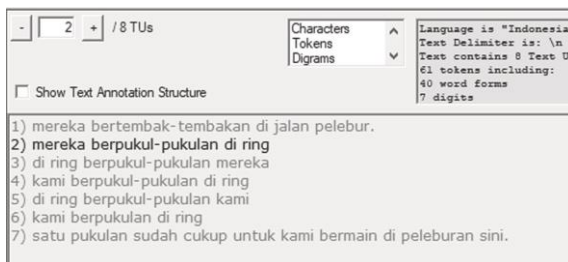 - 2 + / 8 TUs
Characters
Tokens
Digrams
Language is "Indonesia
Text Delimiter is: \n
Text contains 8 Text U
61 tokens including:
40 word forms
7 digits
Show Text Annotation Structure
1) mereka bertembak-tembakan di jalan pelebur.
2) mereka berpukul-pukulan di ring
3) di ring berpukul-pukulan mereka
4) kami berpukul-pukulan di ring
5) di ring berpukul-pukulan kami
6) kami berpukulan di ring
7) satu pukulan sudah cukup untuk kami bermain di peleburan sini.